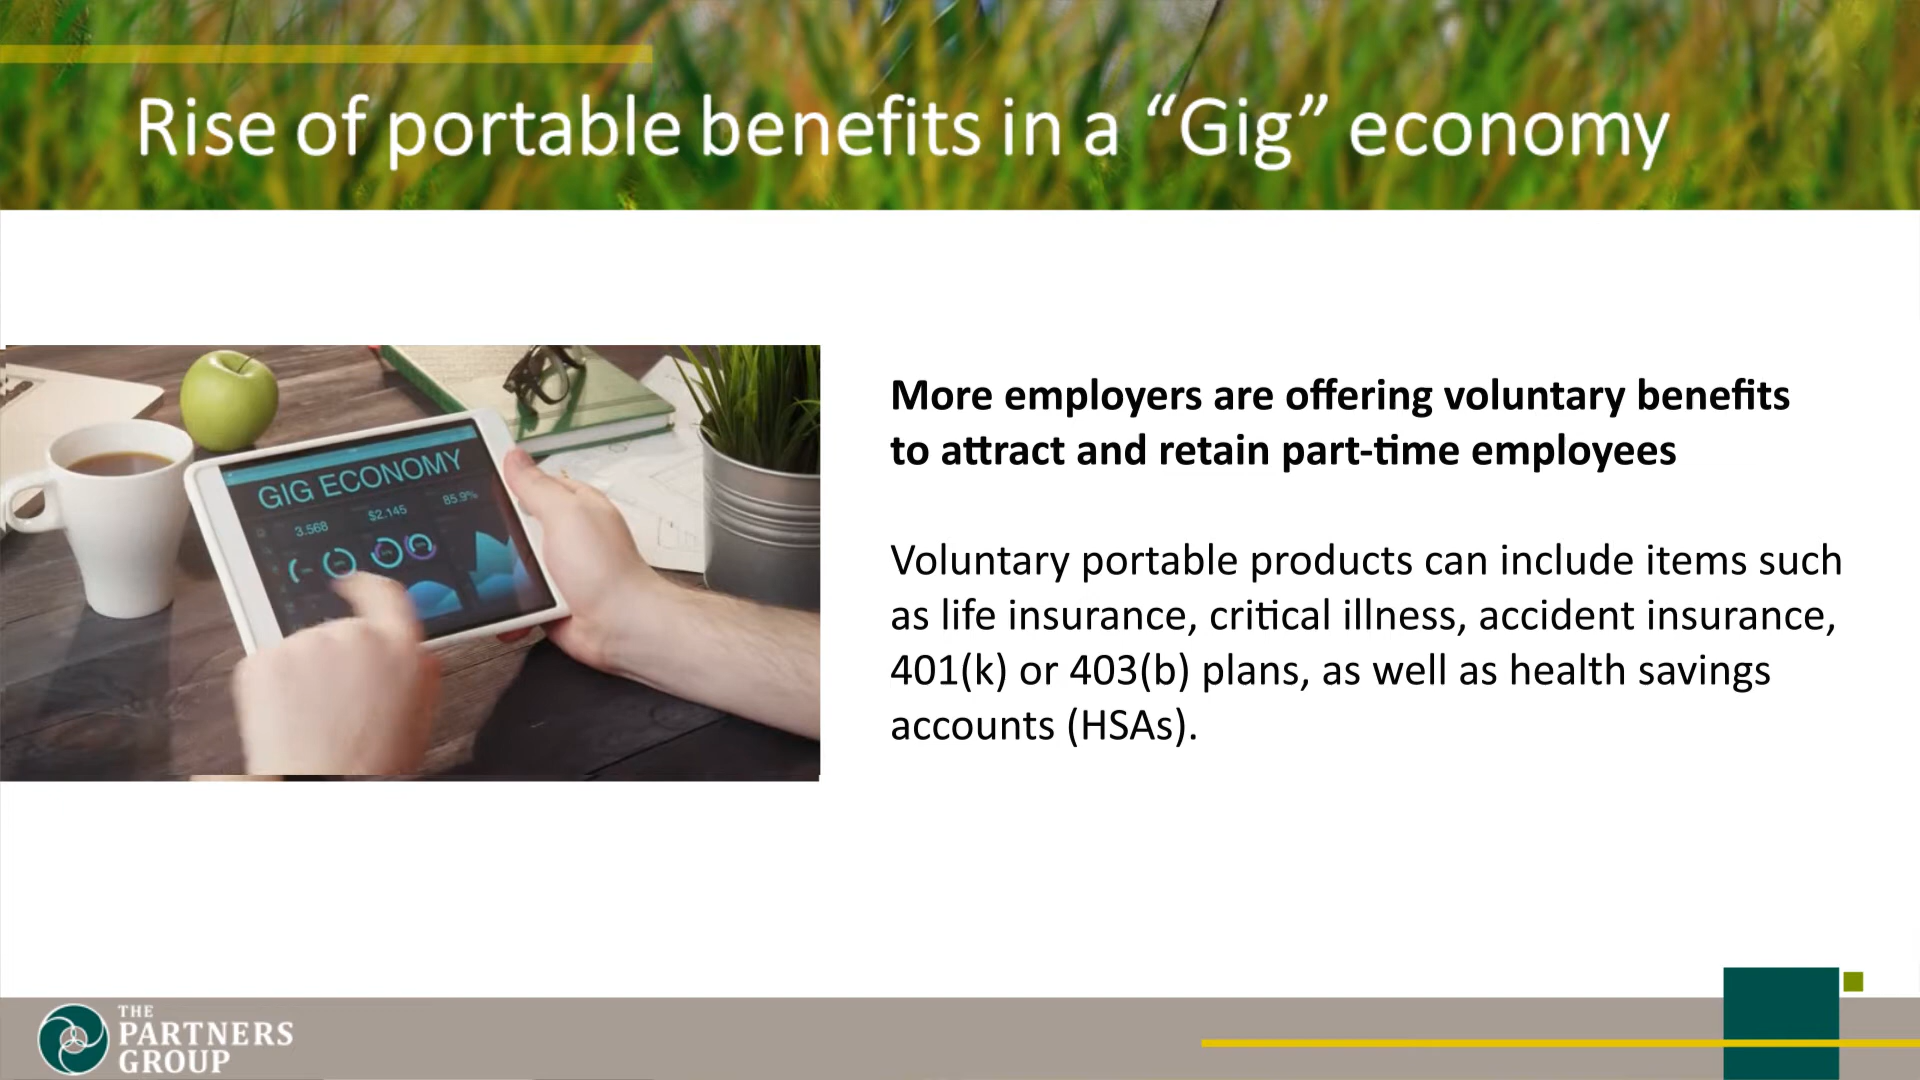 Rise of portable benefits in a “Gig” economy
GIG ECONOMY
3.568
$2.145
85.9%
More employers are offering voluntary benefits
to attract and retain part-time employees
Voluntary portable products can include items such
as life insurance, critical illness, accident insurance,
401(k) or 403(b) plans, as well as health savings
accounts (HSAs).
THE
PARTNERS
GROUP